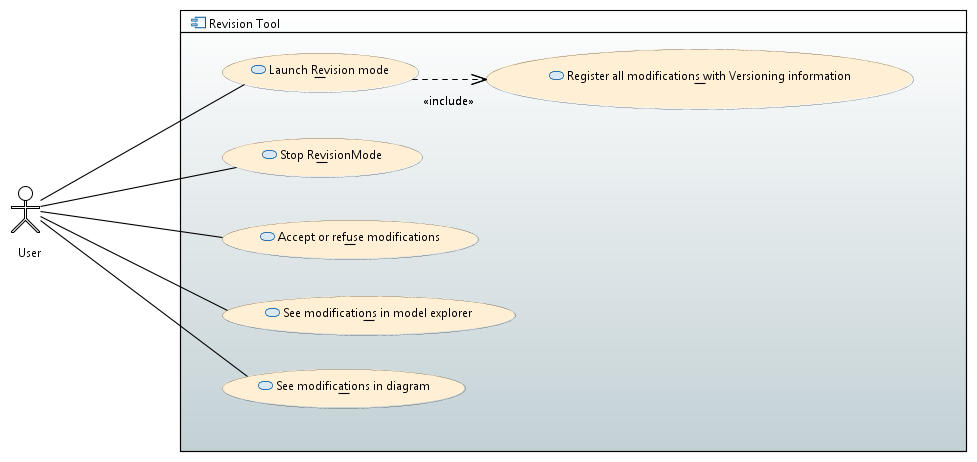 Revision Tool
Launch Revision mode
Register all modifications with Versioning information
«include»
Stop RevisionMode
Accept or refuse modifications
User
See modifications in model explorer
See modifications in diagram